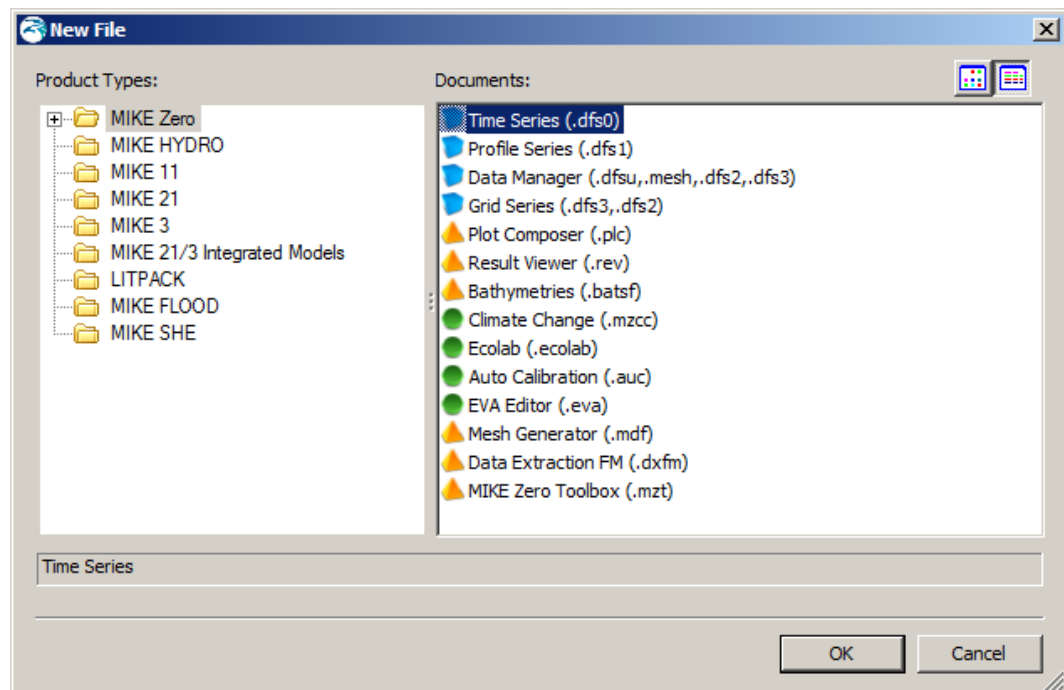 New File
Product Types:
Documents:
MIKE Zero
MIKE HYDRO
MIKE 11
MIKE 21
MIKE 3
MIKE 21/3 Integrated Models
LITPACK
MIKE FLOOD
MIKE SHE
Time Series (.dfs0)
Profile Series (.dfs1)
Data Manager (.dfsu,.mesh,.dfs2,.dfs3)
Grid Series (.dfs3,.dfs2)
Plot Composer (.plc)
Result Viewer (.rev)
Bathymetries (.batsf)
Climate Change (.mzcc)
Ecolab (.ecolab)
Auto Calibration (.auc)
EVA Editor (.eva)
Mesh Generator (.mdf)
Data Extraction FM (.dxfm)
MIKE Zero Toolbox (.mzt)
Time Series
OK
Cancel